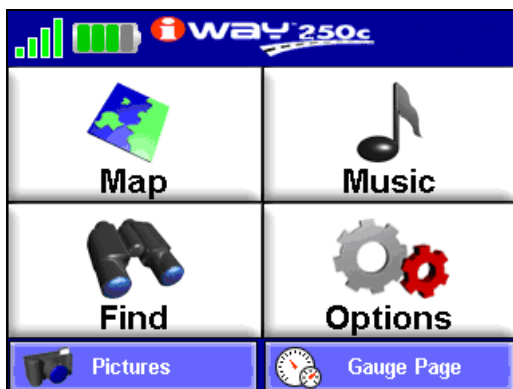 iway 250c
Map
Music
Find
Options
Pictures
Gauge Page